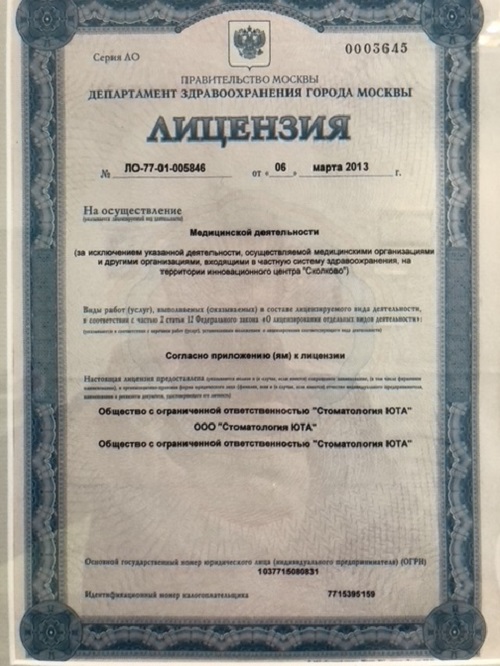 Серия ЛО
0003645
ПРАВИТЕЛЬСТВО МОСКВЫ
ДЕПАРТАМЕНТ ЗДРАВООХРАНЕНИЯ ГОРОДА МОСКВЫ
ЛИЦЕНЗИЯ
№ ЛО-77-01-005846 от «06» марта 2013 г.
На осуществление
Медицинской деятельности
(за исключением указанной деятельности, осуществляемой медицинскими организациями
и другими организациями, входящими в частную систему здравоохранения, на
территории инновационного центра "Сколково")
Виды работ (услуг), выполняемых (оказываемых) в составе лицензируемого вида деятельности,
в соответствии с частью 2 статьи 12 Федерального закона «О лицензировании отдельных видов деятельности»:
Согласно приложению (ям) к лицензии
Настоящая лицензия предоставлена
Общество с ограниченной ответственностью "Стоматология ЮТА"
ООО "Стоматология ЮТА"
Общество с ограниченной ответственностью "Стоматология ЮТА"
Основной государственный номер юридического лица (индивидуального предпринимателя) (ОГРН)
Идентификационный номер налогоплательщика 7715395159